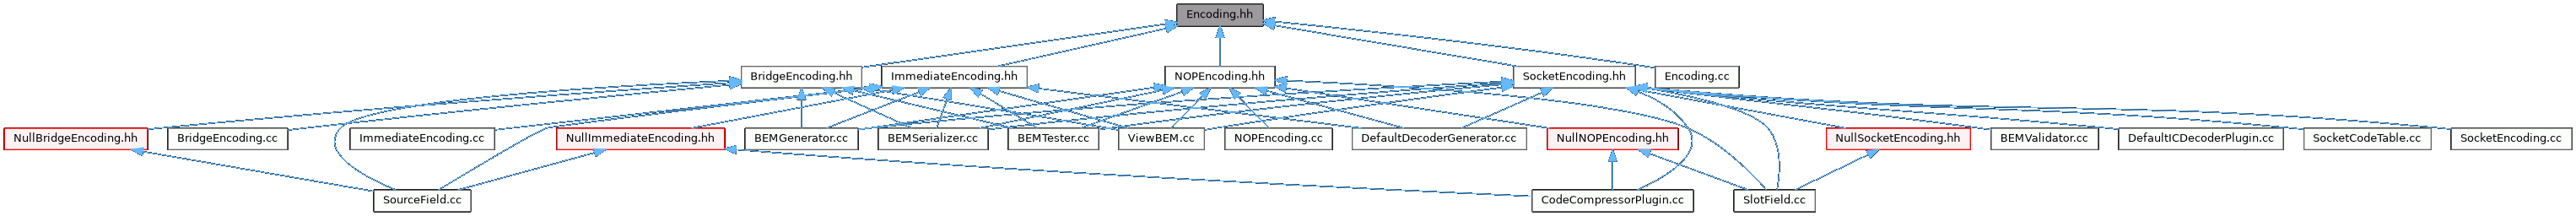 Encoding.hh
BridgeEncoding.hh
ImmediateEncoding.hh
NOPEncoding.hh
SocketEncoding.hh
Encoding.cc
NullBridgeEncoding.hh
BridgeEncoding.cc
ImmediateEncoding.cc
NullImmediateEncoding.hh
BEMGenerator.cc
BEMSerializer.cc
BEMTester.cc
ViewBEM.cc
NOPEncoding.cc
DefaultDecoderGenerator.cc
NullNOPEncoding.hh
NullSocketEncoding.hh
BEMValidator.cc
DefaultICDecoderPlugin.cc
SocketCodeTable.cc
SocketEncoding.cc
SourceField.cc
CodeCompressorPlugin.cc
SlotField.cc